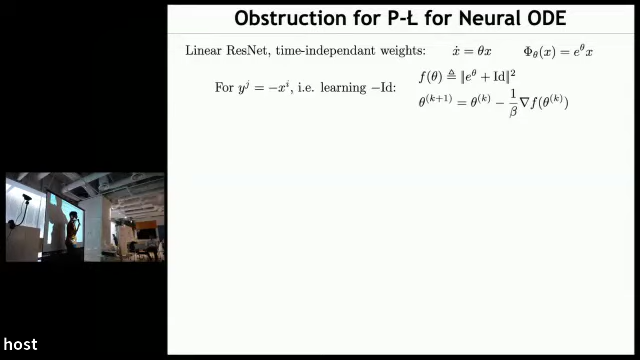 Obstruction for P-Ł for Neural ODE
Linear ResNet, time-independant weights: ẋ = θx Φ_θ(x) = e^θ x
For y^j = −x^i, i.e. learning −Id: f(θ) ≜ ‖e^θ + Id‖²
θ^(k+1) = θ^(k) − 1/β ∇f(θ^(k))
host